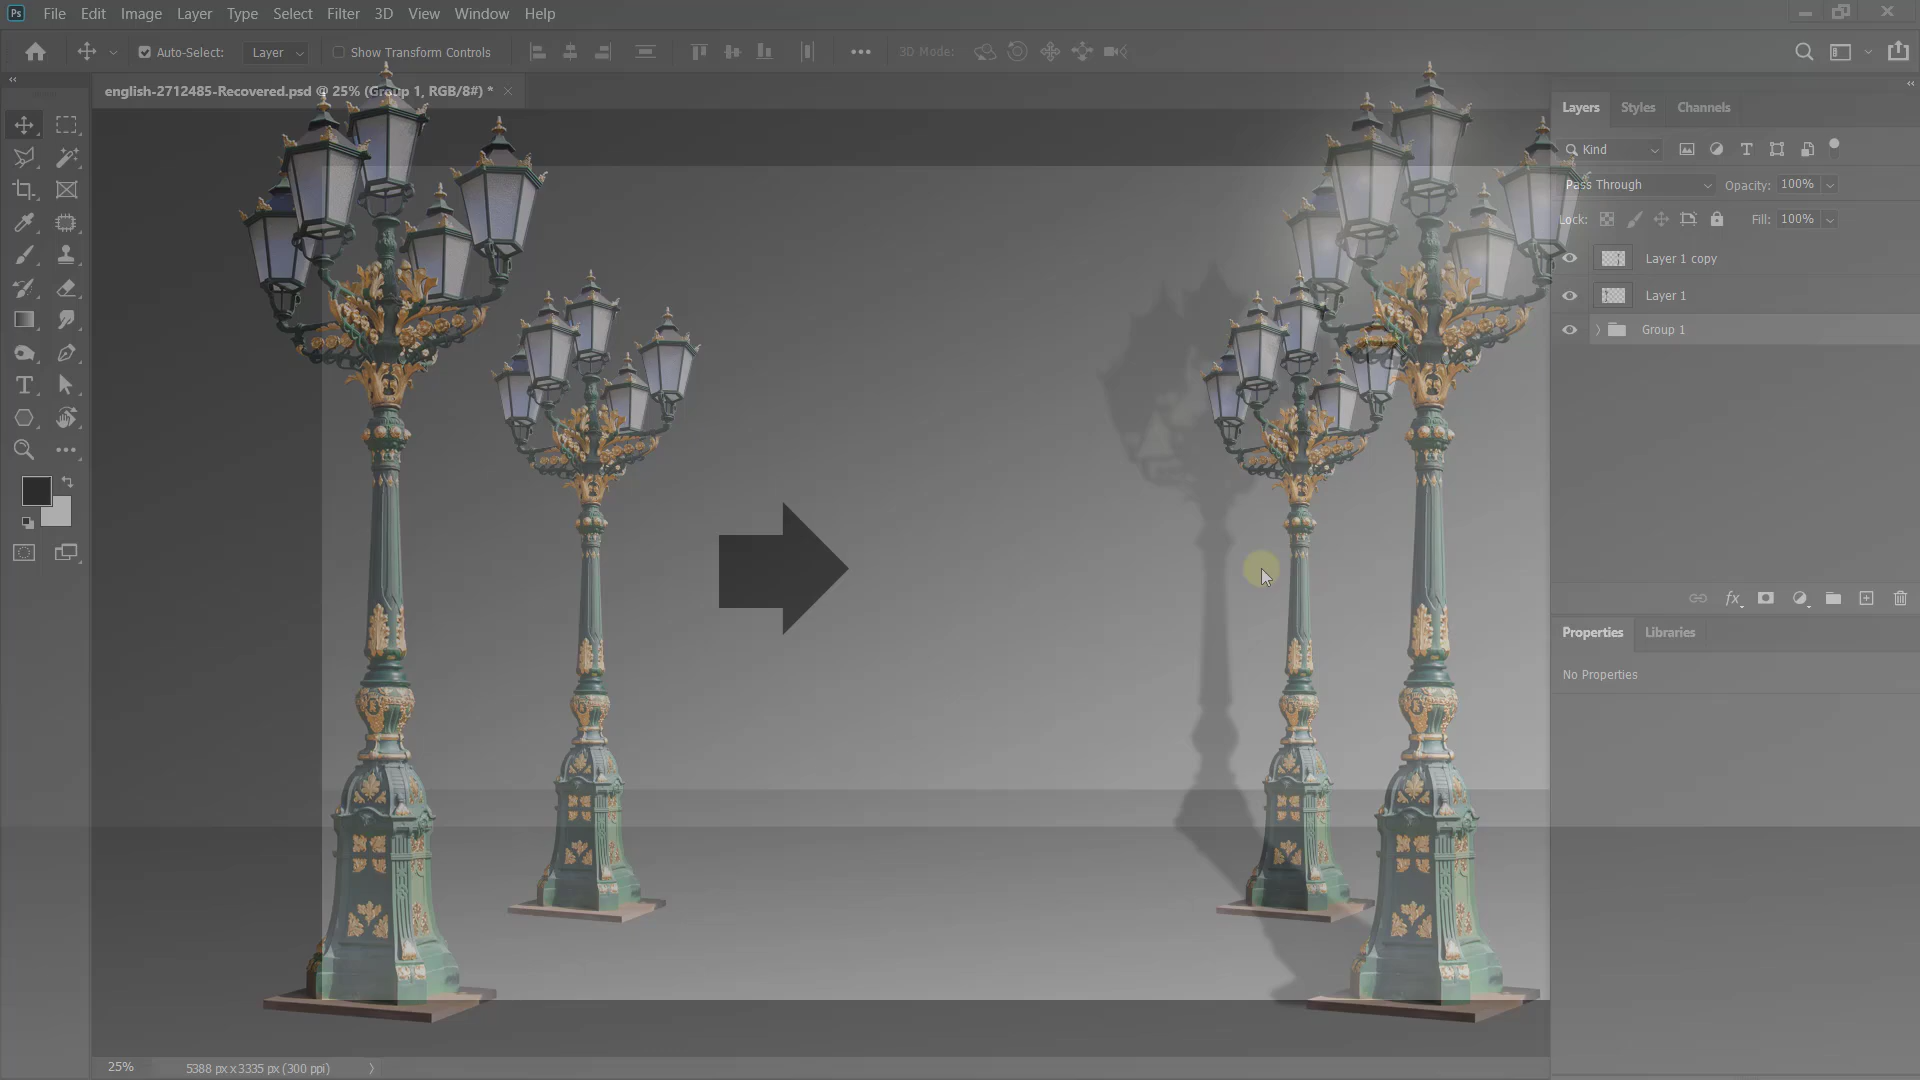 Ps File Edit Image Layer Type Select Filter 3D View Window Help
Auto-Select: Layer Show Transform Controls 3D Mode:
english-2712485-Recovered.psd @ 25% (Group 1, RGB/8#) *
Layers Styles Channels
Kind
Pass Through Opacity: 100%
Lock: Fill: 100%
Layer 1 copy
Layer 1
Group 1
fx
Properties Libraries
No Properties
25% 5388 px x 3335 px (300 ppi)